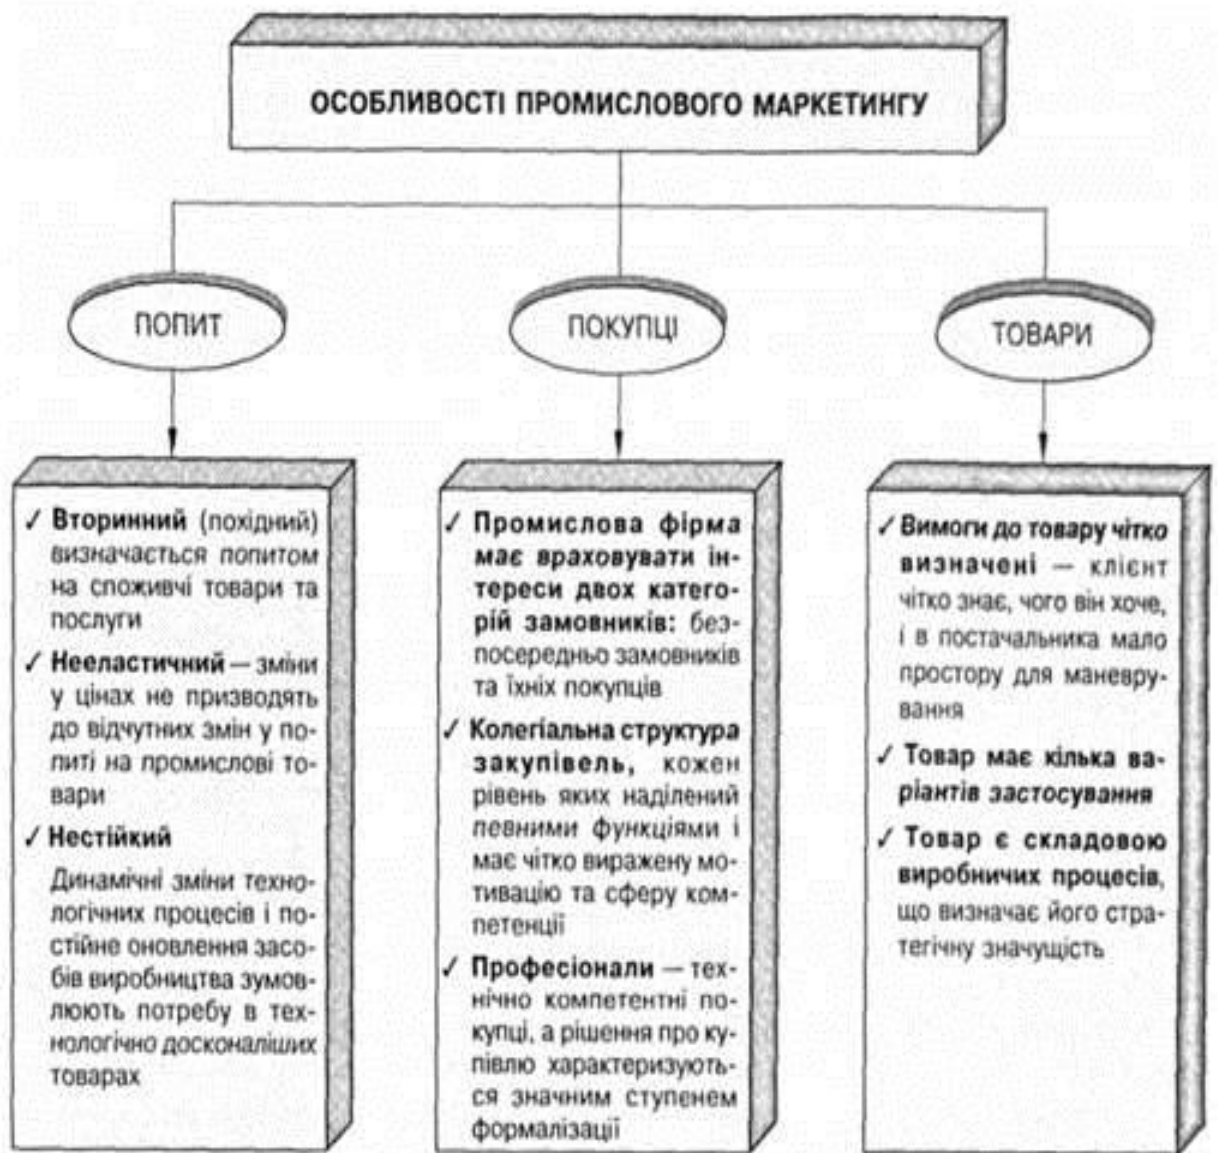 ОСОБЛИВОСТІ ПРОМИСЛОВОГО МАРКЕТИНГУ
ПОПИТ
✓ Вторинний (похідний)
визначається попитом
на споживчі товари та
послуги
✓ Нееластичний — зміни
у цінах не призводять
до відчутних змін у по-
питі на промислові то-
вари
✓ Нестійкий
Динамічні зміни техно-
логічних процесів і по-
стійне оновлення засо-
бів виробництва зумов-
люють потребу в тех-
нологічно досконаліших
товарах
ПОКУПЦІ
✓ Промислова фірма
має враховувати ін-
тереси двох катего-
рій замовників: без-
посередньо замовників
та їхніх покупців
✓ Колегіальна структура
закупівель, кожен
рівень яких наділений
певними функціями і
має чітко виражену мо-
тивацію та сферу ком-
петенції
✓ Професіонали — тех-
нічно компетентні по-
купці, а рішення про ку-
півлю характеризують-
ся значним ступенем
формалізації
ТОВАРИ
✓ Вимоги до товару чітко
визначені — клієнт
чітко знає, чого він хоче,
і в постачальника мало
простору для маневру-
вання
✓ Товар має кілька ва-
ріантів застосування
✓ Товар є складовою
виробничих процесів,
що визначає його стра-
тегічну значущість